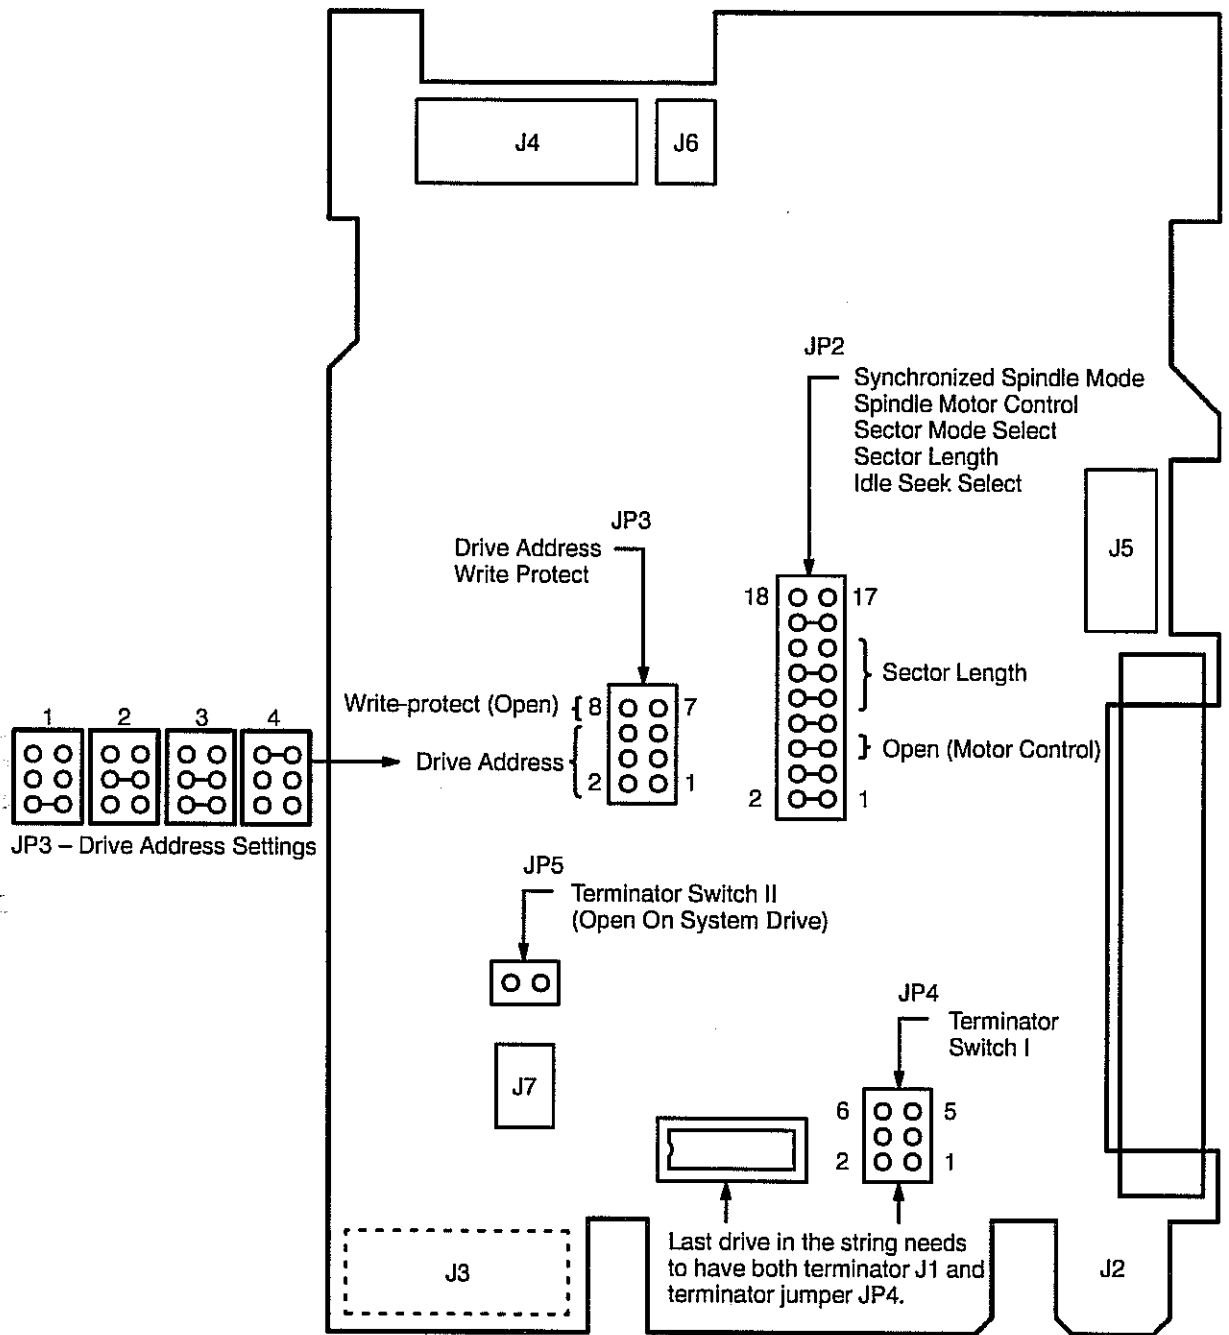 J4
J6
JP2
Synchronized Spindle Mode
Spindle Motor Control
Sector Mode Select
Sector Length
Idle Seek Select
J5
JP3
Drive Address
Write Protect
18
17
Sector Length
Open (Motor Control)
2
1
Write-protect (Open)
8
7
Drive Address
2
1
1
2
3
4
JP3 – Drive Address Settings
JP5
Terminator Switch II
(Open On System Drive)
JP4
Terminator
Switch I
J7
6
5
2
1
Last drive in the string needs
to have both terminator J1 and
terminator jumper JP4.
J3
J2